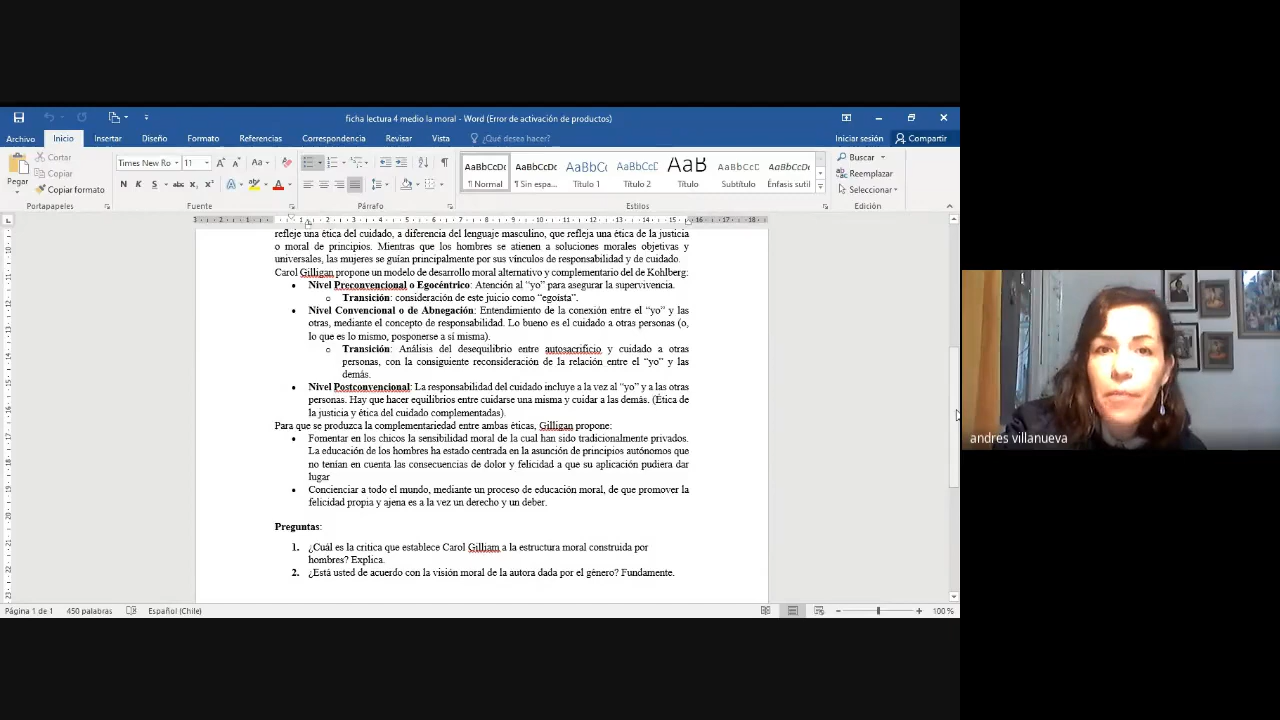 ficha lectura 4 medio la moral - Word (Error de activación de productos)
Archivo Inicio Insertar Diseño Formato Referencias Correspondencia Revisar Vista ¿Qué desea hacer? Iniciar sesión Compartir
Pegar
Cortar
Copiar
Copiar formato
Portapapeles
Times New Ro 11
N K S abc x₂ x²
Fuente
Párrafo
AaBbCcDc AaBbCcDc AaBbCc AaBbCcD AaB AaBbCcD AaBbCcDc
¶ Normal ¶ Sin espa... Título 1 Título 2 Título Subtítulo Énfasis sutil
Estilos
Buscar
Reemplazar
Seleccionar
Edición
refleje una ética del cuidado, a diferencia del lenguaje masculino, que refleja una ética de la justicia
o moral de principios. Mientras que los hombres se atienen a soluciones morales objetivas y
universales, las mujeres se guían principalmente por sus vínculos de responsabilidad y de cuidado.
Carol Gilligan propone un modelo de desarrollo moral alternativo y complementario del de Kohlberg:
• Nivel Preconvencional o Egocéntrico: Atención al “yo” para asegurar la supervivencia.
o Transición: consideración de este juicio como “egoísta”.
• Nivel Convencional o de Abnegación: Entendimiento de la conexión entre el “yo” y las
otras, mediante el concepto de responsabilidad. Lo bueno es el cuidado a otras personas (o,
lo que es lo mismo, posponerse a sí misma).
o Transición: Análisis del desequilibrio entre autosacrificio y cuidado a otras
personas, con la consiguiente reconsideración de la relación entre el “yo” y las
demás.
• Nivel Postconvencional: La responsabilidad del cuidado incluye a la vez al “yo” y a las otras
personas. Hay que hacer equilibrios entre cuidarse una misma y cuidar a las demás. (Ética de
la justicia y ética del cuidado complementadas).
Para que se produzca la complementariedad entre ambas éticas, Gilligan propone:
• Fomentar en los chicos la sensibilidad moral de la cual han sido tradicionalmente privados.
La educación de los hombres ha estado centrada en la asunción de principios autónomos que
no tenían en cuenta las consecuencias de dolor y felicidad a que su aplicación pudiera dar
lugar
• Concienciar a todo el mundo, mediante un proceso de educación moral, de que promover la
felicidad propia y ajena es a la vez un derecho y un deber.
Preguntas:
1. ¿Cuál es la critica que establece Carol Gilliam a la estructura moral construida por
hombres? Explica.
2. ¿Está usted de acuerdo con la visión moral de la autora dada por el género? Fundamente.
Página 1 de 1 450 palabras Español (Chile) 100 %
andres villanueva